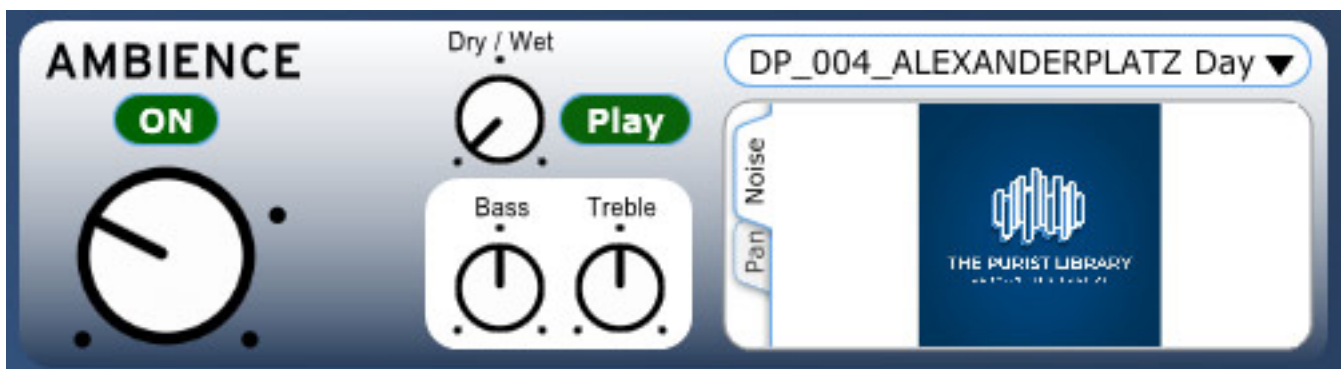 AMBIENCE
ON
Dry / Wet
Play
Bass
Treble
DP_004_ALEXANDERPLATZ Day
Noise
Pan
THE PURIST LIBRARY